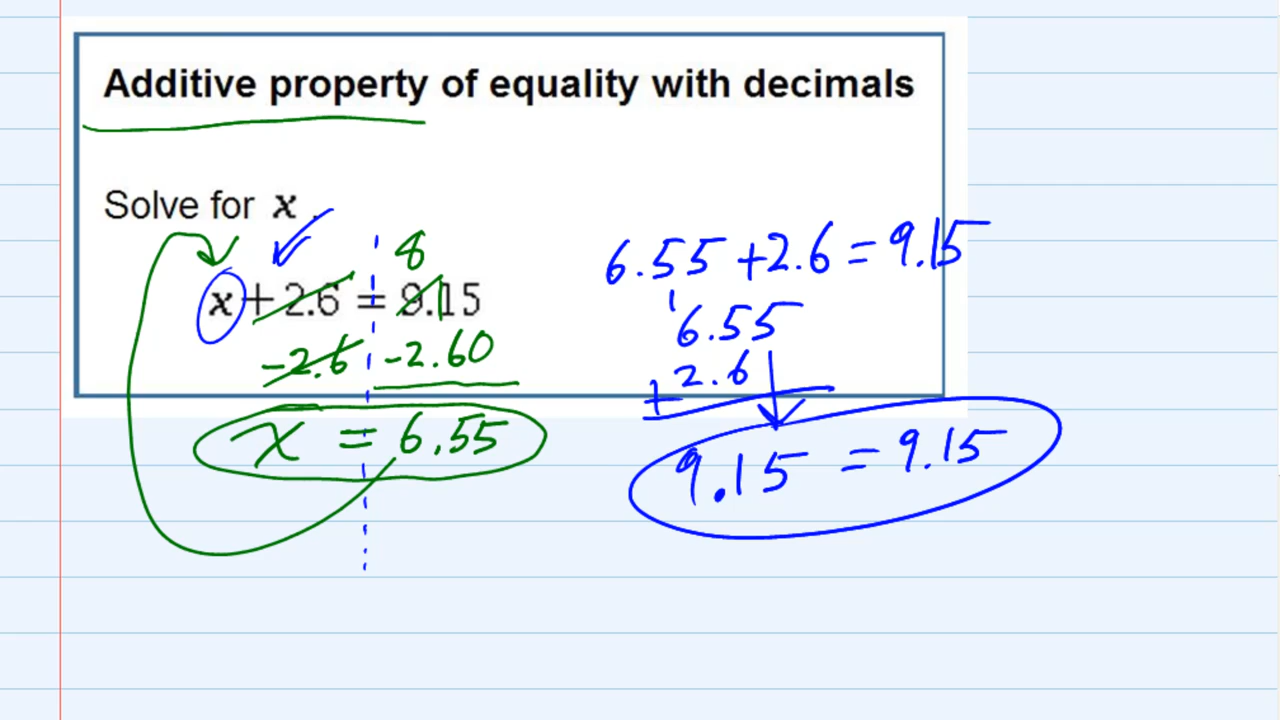 Additive property of equality with decimals
Solve for x.
8
x + 2.6 = 9.15
-2.6 -2.60
x = 6.55
6.55 + 2.6 = 9.15
1
6.55
+ 2.6
9.15 = 9.15